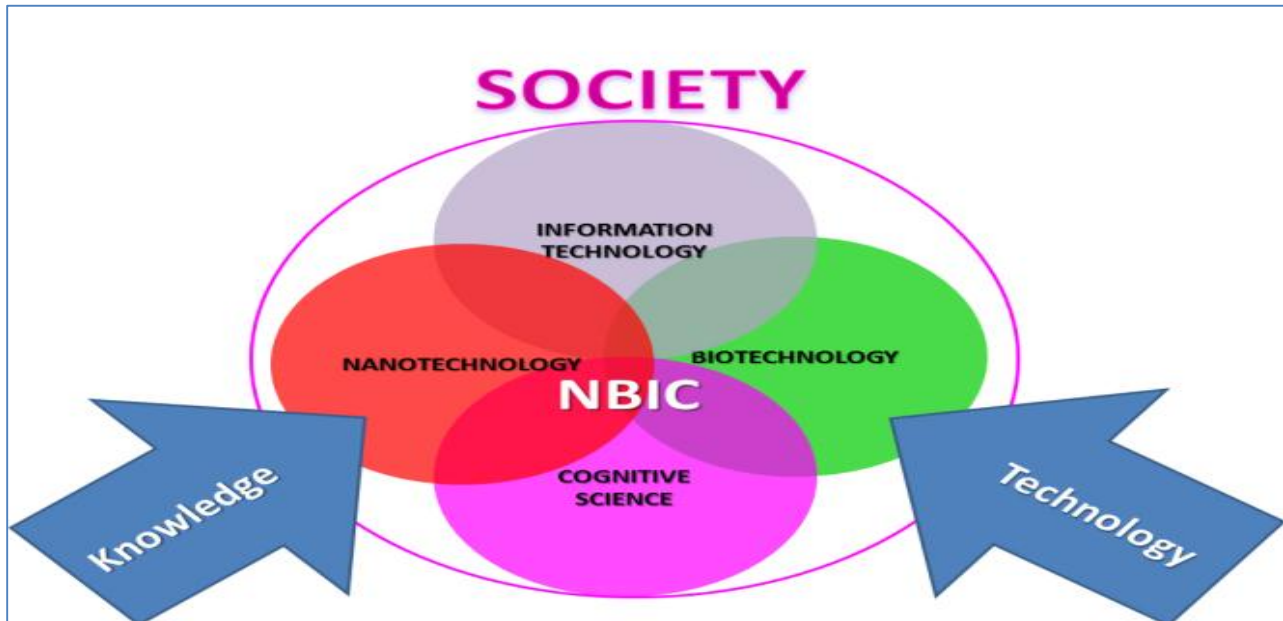 SOCIETY
INFORMATION
TECHNOLOGY
NANOTECHNOLOGY
BIOTECHNOLOGY
NBIC
COGNITIVE
SCIENCE
Knowledge
Technology